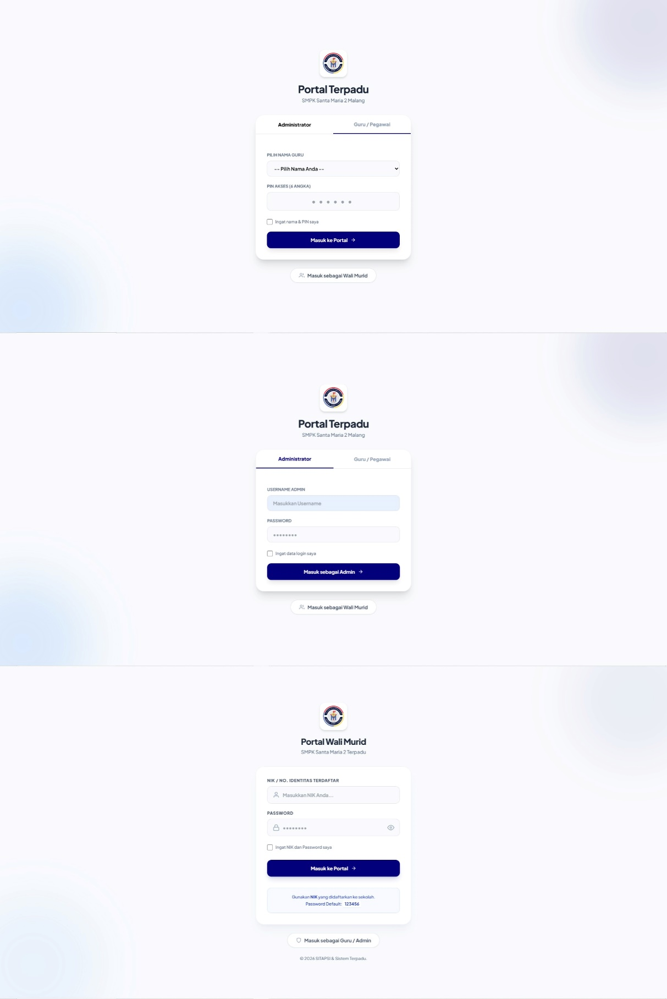 Portal Terpadu
SMPK Santa Maria 2 Malang
Administrator
Guru / Pegawai
PILIH NAMA GURU
-- Pilih Nama Anda --
PIN AKSES (6 ANGKA)
Ingat nama & PIN saya
Masuk ke Portal →
Masuk sebagai Wali Murid
Portal Terpadu
SMPK Santa Maria 2 Malang
Administrator
Guru / Pegawai
USERNAME ADMIN
Masukkan Username
PASSWORD
Ingat data login saya
Masuk sebagai Admin →
Masuk sebagai Wali Murid
Portal Wali Murid
SMPK Santa Maria 2 Terpadu
NIK / NO. IDENTITAS TERDAFTAR
Masukkan NIK Anda...
PASSWORD
Ingat NIK dan Password saya
Masuk ke Portal →
Gunakan NIK yang didaftarkan ke sekolah.
Password Default: 123456
Masuk sebagai Guru / Admin
© 2026 SITAPSI & Sistem Terpadu.